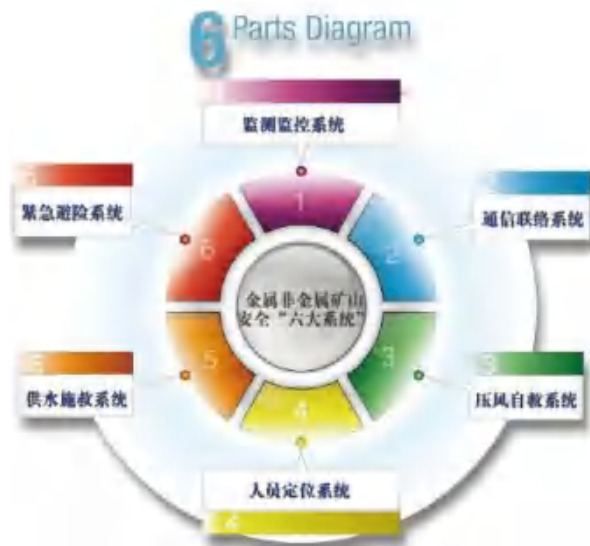 6 Parts Diagram
监测监控系统
紧急避险系统
通信联络系统
1
6
2
金属非金属矿山
安全“六大系统”
5
3
4
供水施救系统
3
压风自救系统
人员定位系统
4